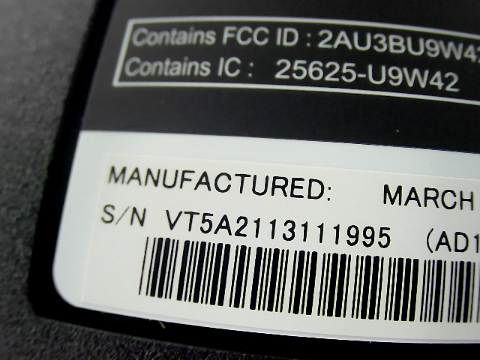 Contains FCC ID : 2AU3BU9W42
Contains IC : 25625-U9W42
MANUFACTURED: MARCH
S/N VT5A2113111995 (AD1